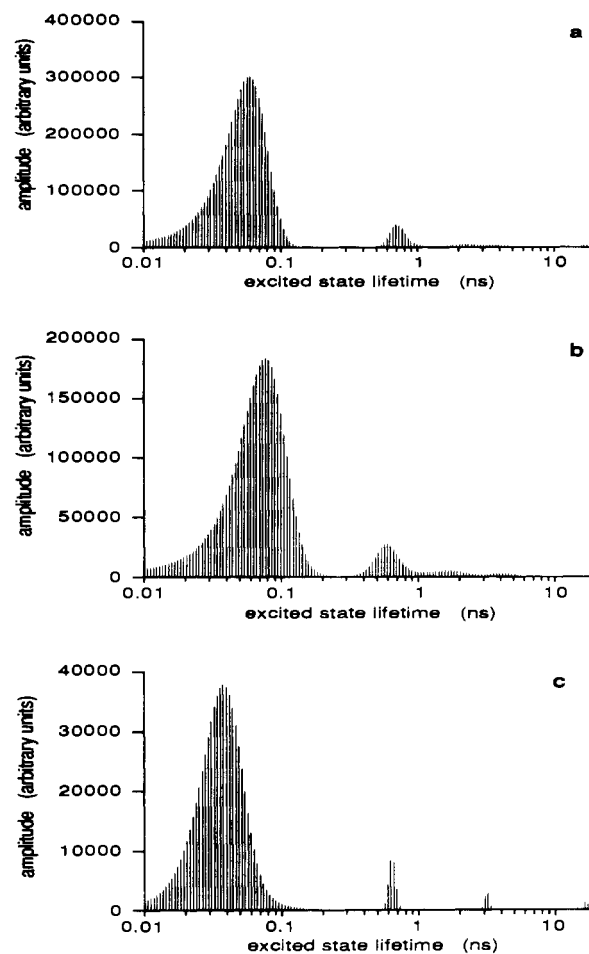 a
amplitude (arbitrary units)
400000
300000
200000
100000
0
0.01 0.1 1 10
excited state lifetime (ns)
b
amplitude (arbitrary units)
200000
150000
100000
50000
0
0.01 0.1 1 10
excited state lifetime (ns)
c
amplitude (arbitrary units)
40000
30000
20000
10000
0
0.01 0.1 1 10
excited state lifetime (ns)